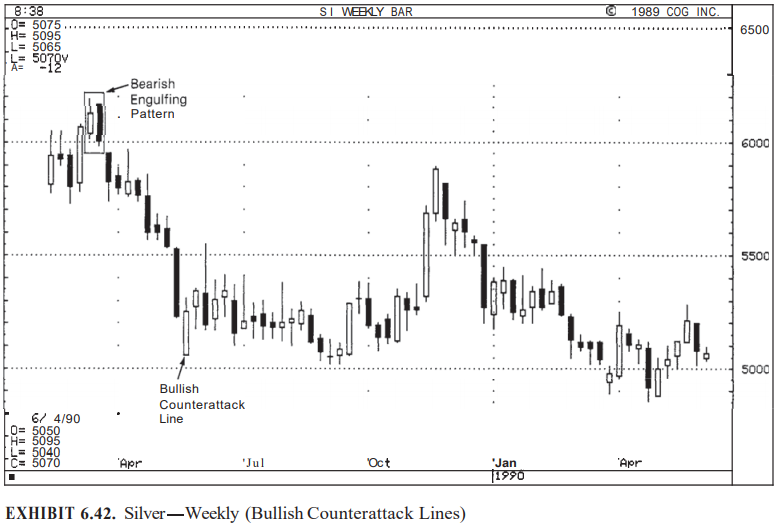 8:38 SI WEEKLY BAR © 1989 COG INC.
O= 5075
H= 5095
L= 5065
L= 5070V
A= -12
6500
Bearish
Engulfing
Pattern
6000
5500
5000
Bullish
Counterattack
Line
6/ 4/90
O= 5050
H= 5095
L= 5040
C= 5070
'Apr 'Jul 'Oct 'Jan 'Apr
1990
EXHIBIT 6.42. Silver—Weekly (Bullish Counterattack Lines)